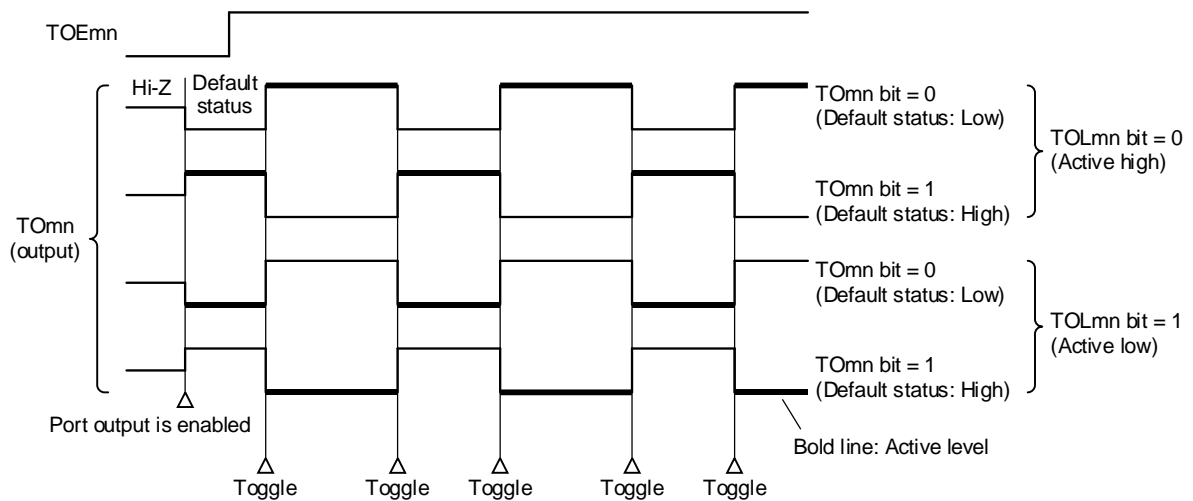 TOEmn
Hi-Z
Default
status
TOmn
(output)
TOmn bit = 0
(Default status: Low)
TOmn bit = 1
(Default status: High)
TOLmn bit = 0
(Active high)
TOmn bit = 0
(Default status: Low)
TOmn bit = 1
(Default status: High)
TOLmn bit = 1
(Active low)
Port output is enabled
Bold line: Active level
Toggle
Toggle
Toggle
Toggle
Toggle